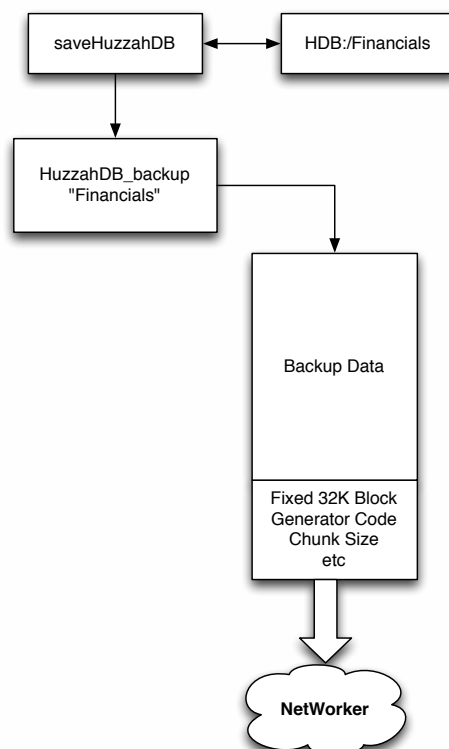 saveHuzzahDB
HDB:/Financials
HuzzahDB_backup
"Financials"
Backup Data
Fixed 32K Block
Generator Code
Chunk Size
etc
NetWorker